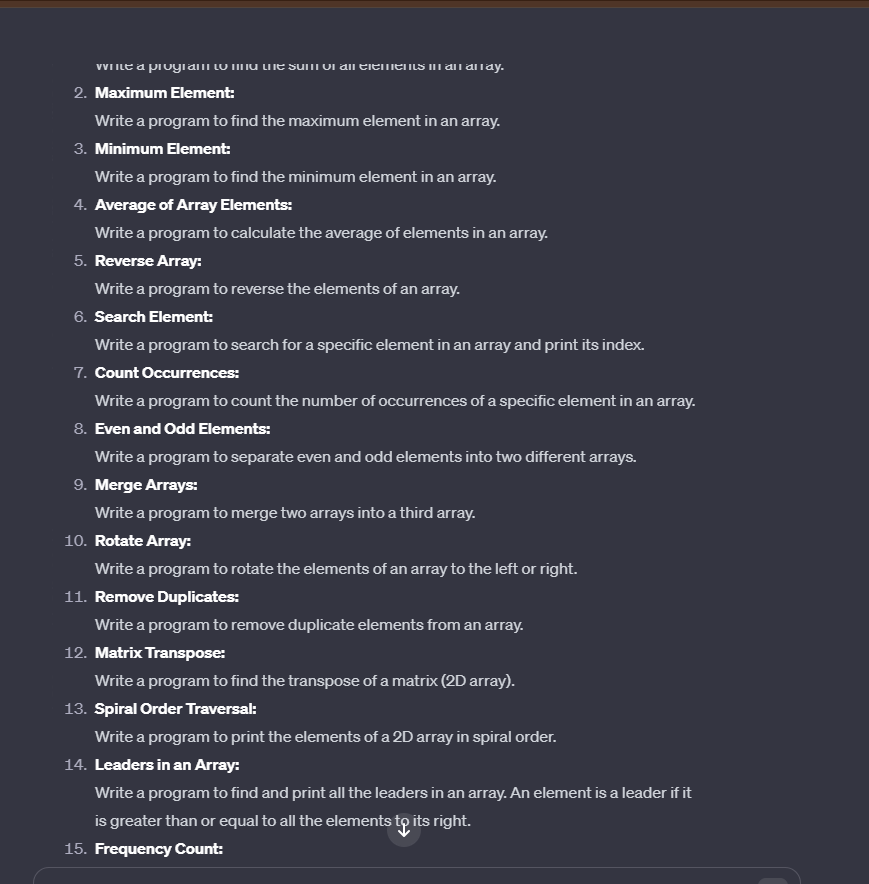 Write a program to find the sum of all elements in an array.
2. Maximum Element:
Write a program to find the maximum element in an array.
3. Minimum Element:
Write a program to find the minimum element in an array.
4. Average of Array Elements:
Write a program to calculate the average of elements in an array.
5. Reverse Array:
Write a program to reverse the elements of an array.
6. Search Element:
Write a program to search for a specific element in an array and print its index.
7. Count Occurrences:
Write a program to count the number of occurrences of a specific element in an array.
8. Even and Odd Elements:
Write a program to separate even and odd elements into two different arrays.
9. Merge Arrays:
Write a program to merge two arrays into a third array.
10. Rotate Array:
Write a program to rotate the elements of an array to the left or right.
11. Remove Duplicates:
Write a program to remove duplicate elements from an array.
12. Matrix Transpose:
Write a program to find the transpose of a matrix (2D array).
13. Spiral Order Traversal:
Write a program to print the elements of a 2D array in spiral order.
14. Leaders in an Array:
Write a program to find and print all the leaders in an array. An element is a leader if it
is greater than or equal to all the elements to its right.
15. Frequency Count: